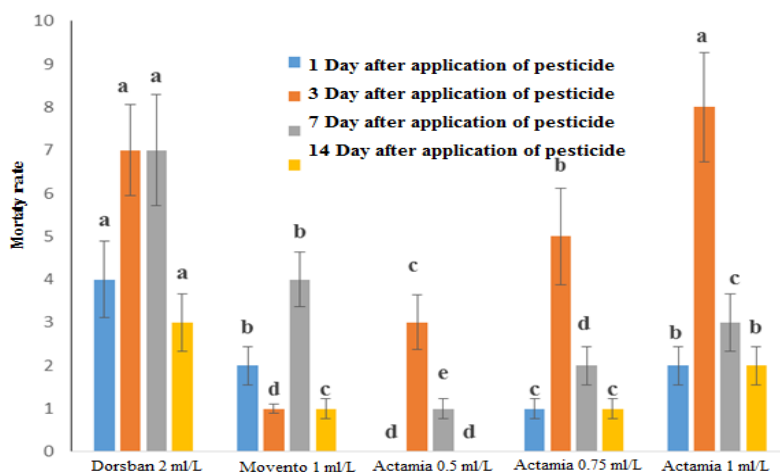 10
9
8
7
6
5
4
3
2
1
0
Mortaty rate
1 Day after application of pesticide
3 Day after application of pesticide
7 Day after application of pesticide
14 Day after application of pesticide
a
a
a
a
b
d
b
c
d
c
e
d
c
b
d
c
b
a
c
b
Dorsban 2 ml/L
Movento 1 ml/L
Actamia 0.5 ml/L
Actamia 0.75 ml/L
Actamia 1 ml/L